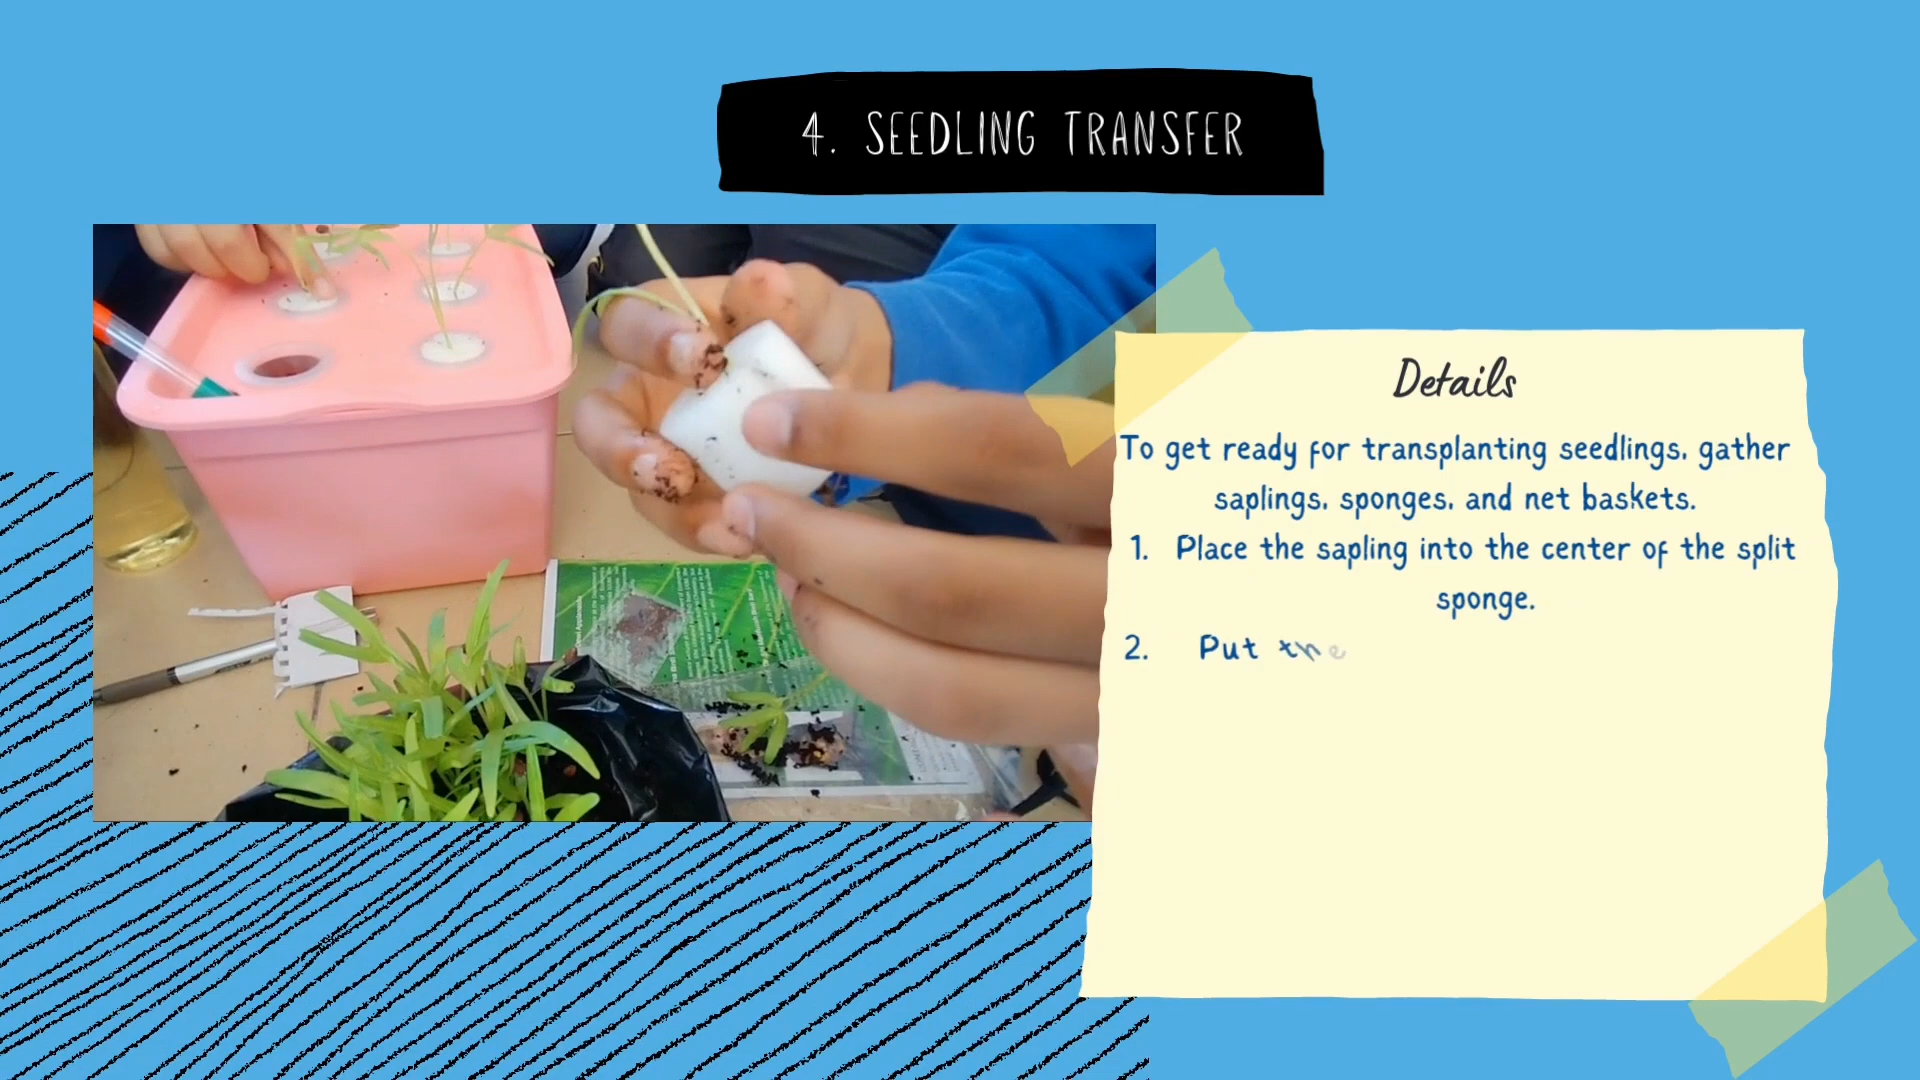 4. SEEDLING TRANSFER
Details
To get ready for transplanting seedlings, gather
saplings, sponges, and net baskets.
1. Place the sapling into the center of the split
sponge.
2. Put the